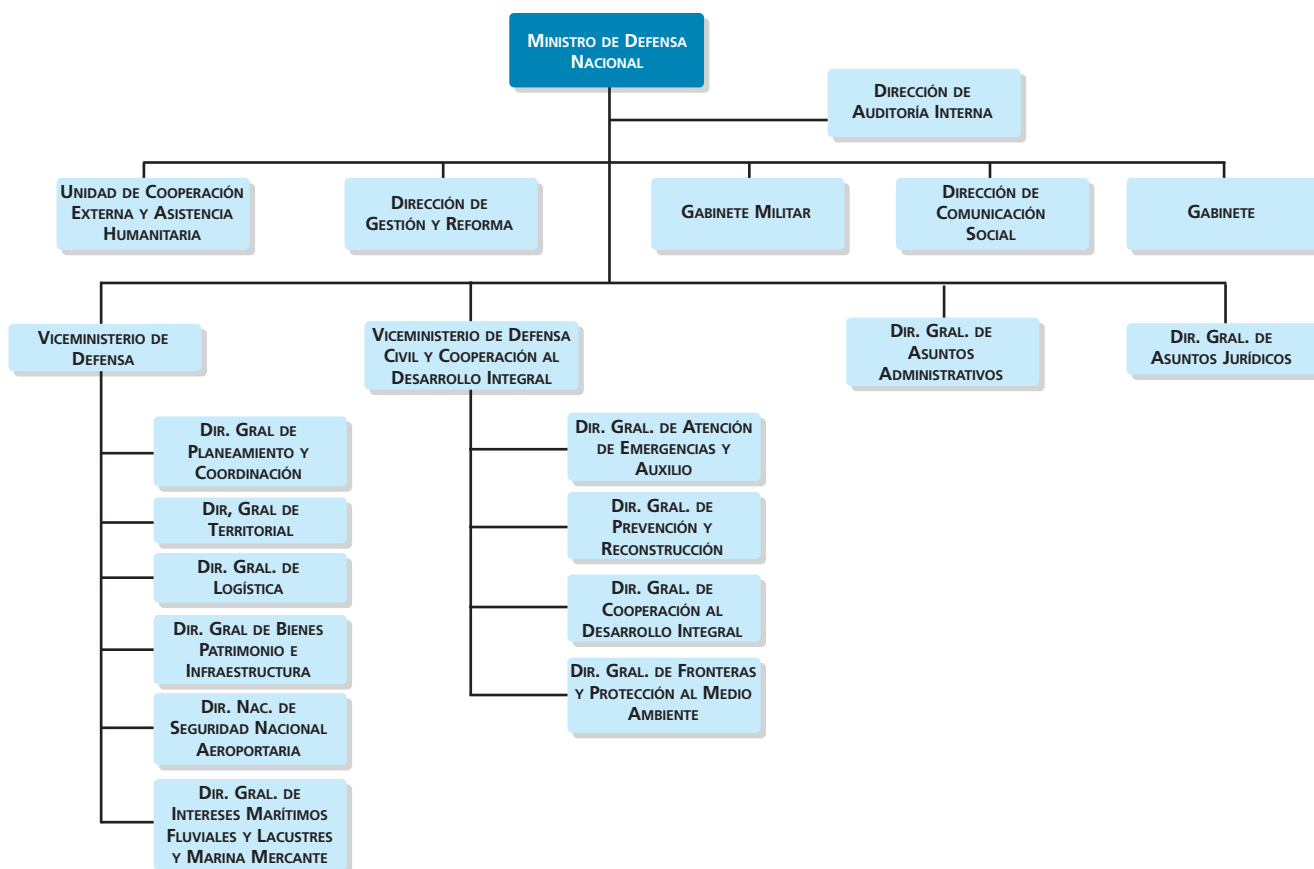 Ministro de Defensa
Nacional
Dirección de
Auditoría Interna
Unidad de Cooperación
Externa y Asistencia
Humanitaria
Dirección de
Gestión y Reforma
Gabinete Militar
Dirección de
Comunicación
Social
Gabinete
Viceministerio de
Defensa
Viceministerio de Defensa
Civil y Cooperación al
Desarrollo Integral
Dir. Gral. de
Asuntos
Administrativos
Dir. Gral. de
Asuntos Jurídicos
Dir. Gral de
Planeamiento y
Coordinación
Dir, Gral de
Territorial
Dir. Gral. de
Logística
Dir. Gral de Bienes
Patrimonio e
Infraestructura
Dir. Nac. de
Seguridad Nacional
Aeroportaria
Dir. Gral. de
Intereses Marítimos
Fluviales y Lacustres
y Marina Mercante
Dir. Gral. de Atención
de Emergencias y
Auxilio
Dir. Gral. de
Prevención y
Reconstrucción
Dir. Gral. de
Cooperación al
Desarrollo Integral
Dir. Gral. de Fronteras
y Protección al Medio
Ambiente